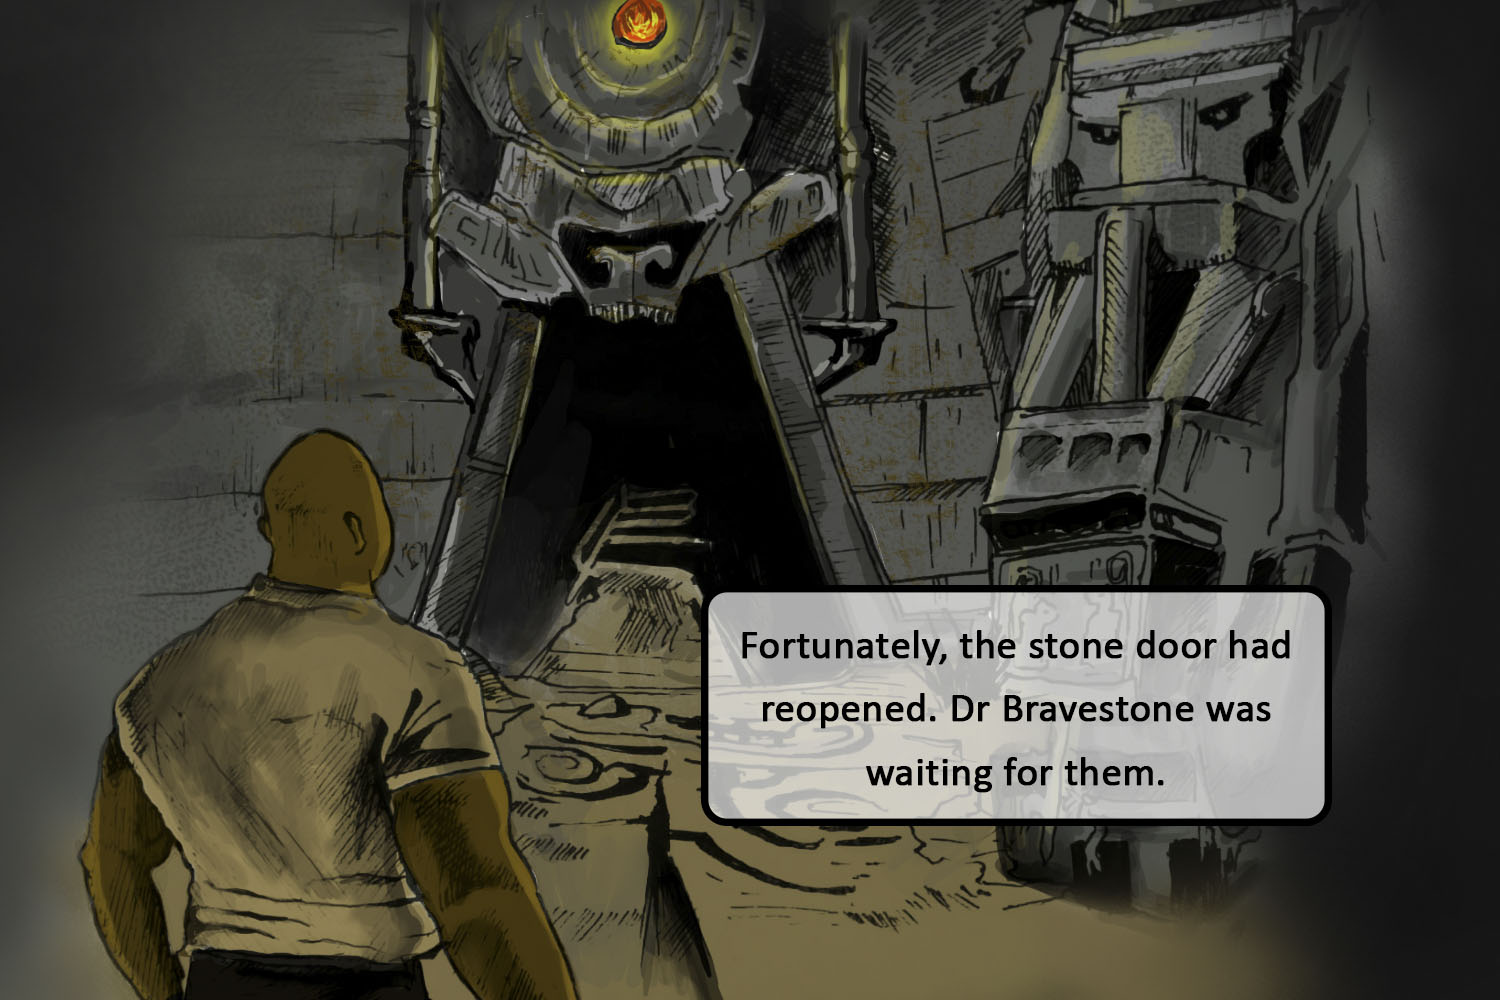 Fortunately, the stone door had
reopened. Dr Bravestone was
waiting for them.